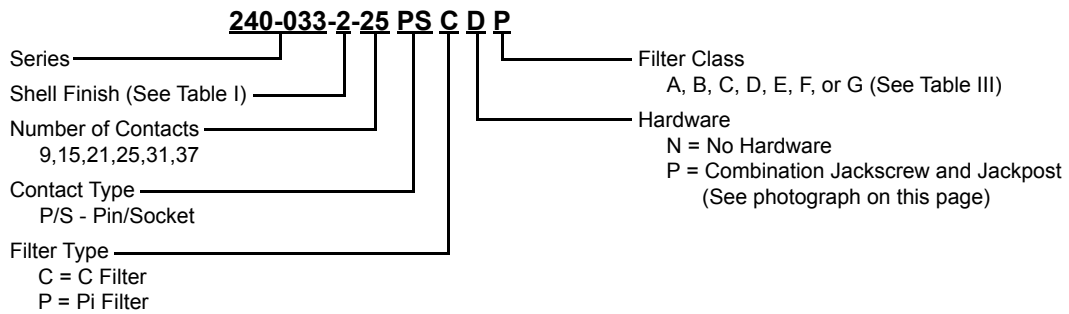 240-033-2-25 PS C D P
Series
Shell Finish (See Table I)
Number of Contacts
9,15,21,25,31,37
Contact Type
P/S - Pin/Socket
Filter Type
C = C Filter
P = Pi Filter
Filter Class
A, B, C, D, E, F, or G (See Table III)
Hardware
N = No Hardware
P = Combination Jackscrew and Jackpost
(See photograph on this page)